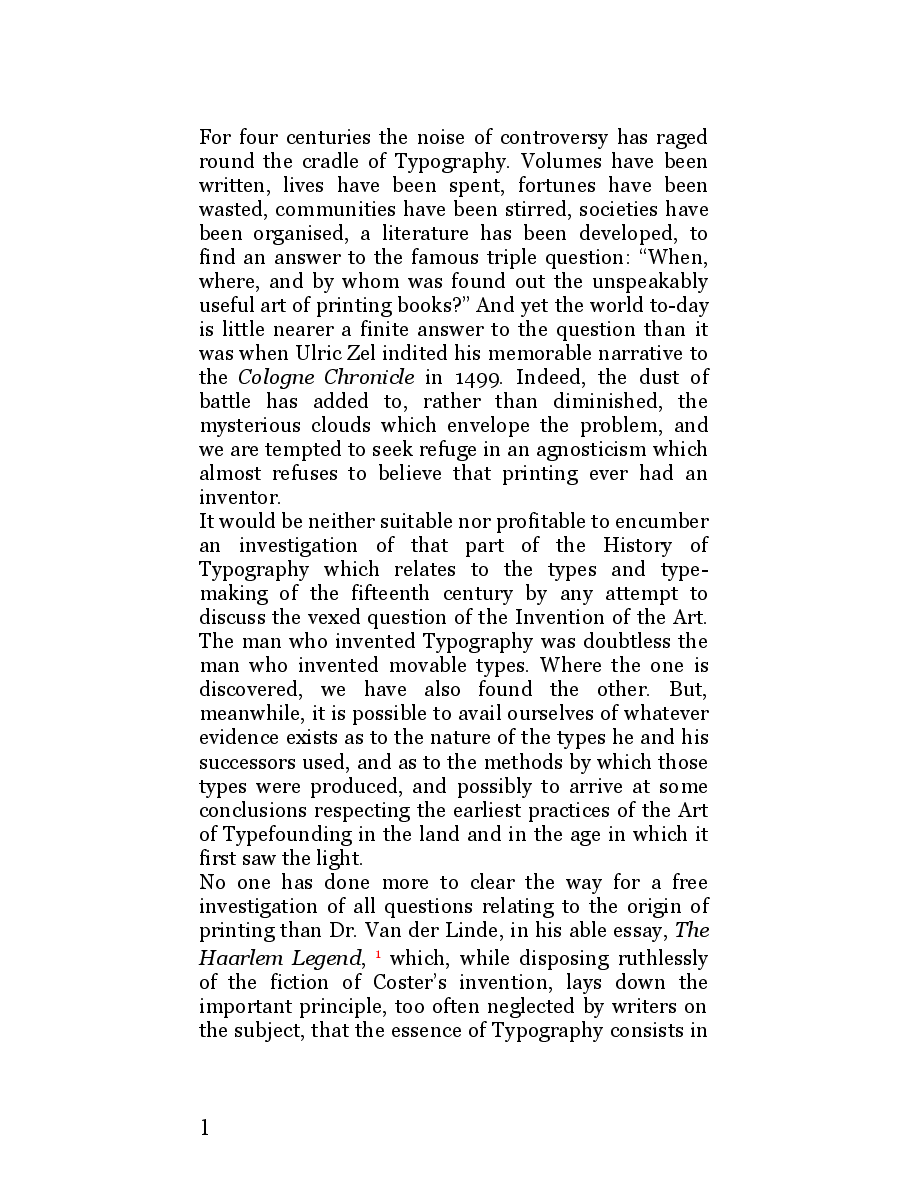 For four centuries the noise of controversy has raged
round the cradle of Typography. Volumes have been
written, lives have been spent, fortunes have been
wasted, communities have been stirred, societies have
been organised, a literature has been developed, to
find an answer to the famous triple question: “When,
where, and by whom was found out the unspeakably
useful art of printing books?” And yet the world to-day
is little nearer a finite answer to the question than it
was when Ulric Zel indited his memorable narrative to
the Cologne Chronicle in 1499. Indeed, the dust of
battle has added to, rather than diminished, the
mysterious clouds which envelope the problem, and
we are tempted to seek refuge in an agnosticism which
almost refuses to believe that printing ever had an
inventor.
It would be neither suitable nor profitable to encumber
an investigation of that part of the History of
Typography which relates to the types and type-
making of the fifteenth century by any attempt to
discuss the vexed question of the Invention of the Art.
The man who invented Typography was doubtless the
man who invented movable types. Where the one is
discovered, we have also found the other. But,
meanwhile, it is possible to avail ourselves of whatever
evidence exists as to the nature of the types he and his
successors used, and as to the methods by which those
types were produced, and possibly to arrive at some
conclusions respecting the earliest practices of the Art
of Typefounding in the land and in the age in which it
first saw the light.
No one has done more to clear the way for a free
investigation of all questions relating to the origin of
printing than Dr. Van der Linde, in his able essay, The
Haarlem Legend, 1 which, while disposing ruthlessly
of the fiction of Coster’s invention, lays down the
important principle, too often neglected by writers on
the subject, that the essence of Typography consists in
1